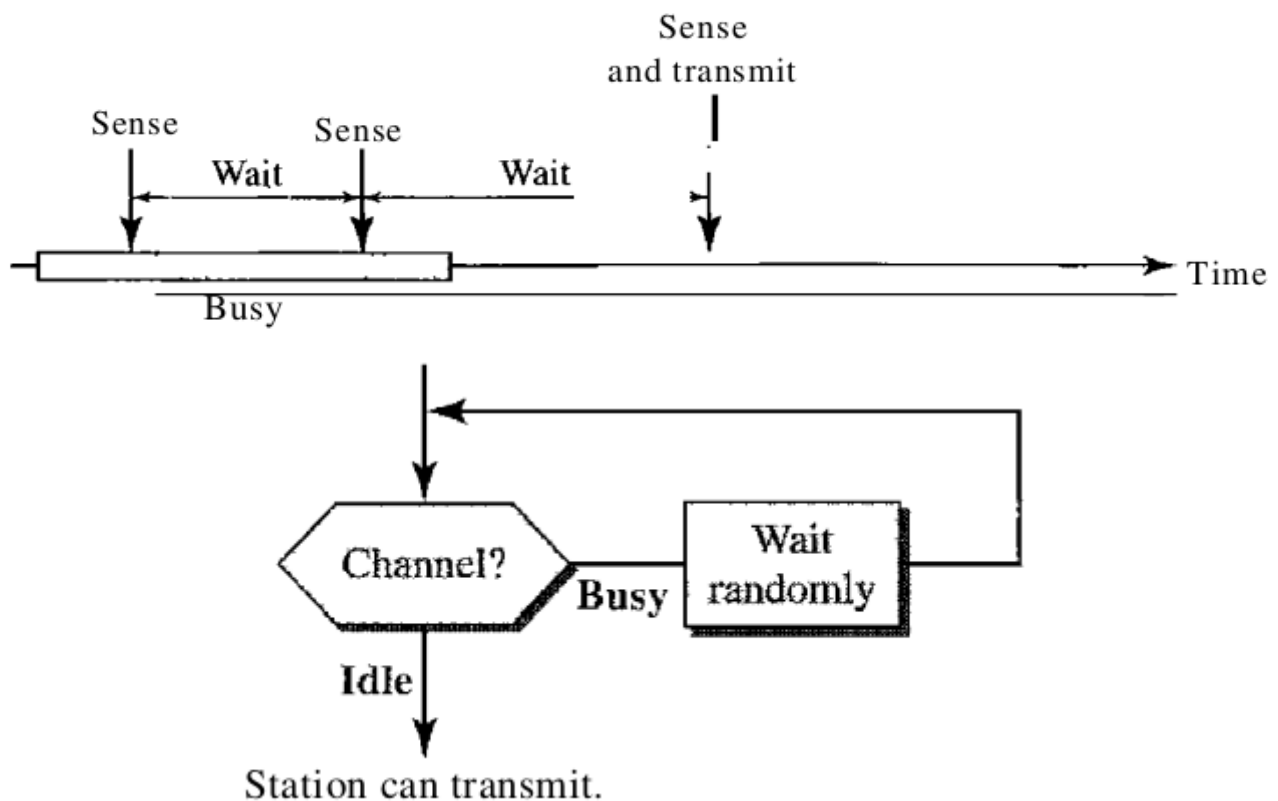 Sense
and transmit
Sense
Sense
Wait
Wait
Time
Busy
Channel?
Busy
Wait
randomly
Idle
Station can transmit.